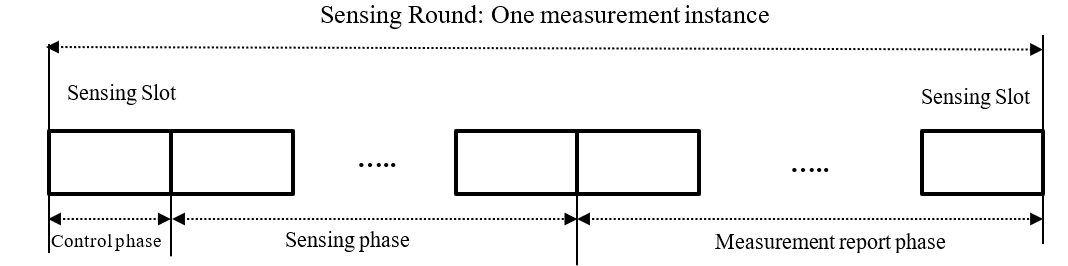 Sensing Round: One measurement instance
Sensing Slot
Sensing Slot
.....
.....
Control phase
Sensing phase
Measurement report phase